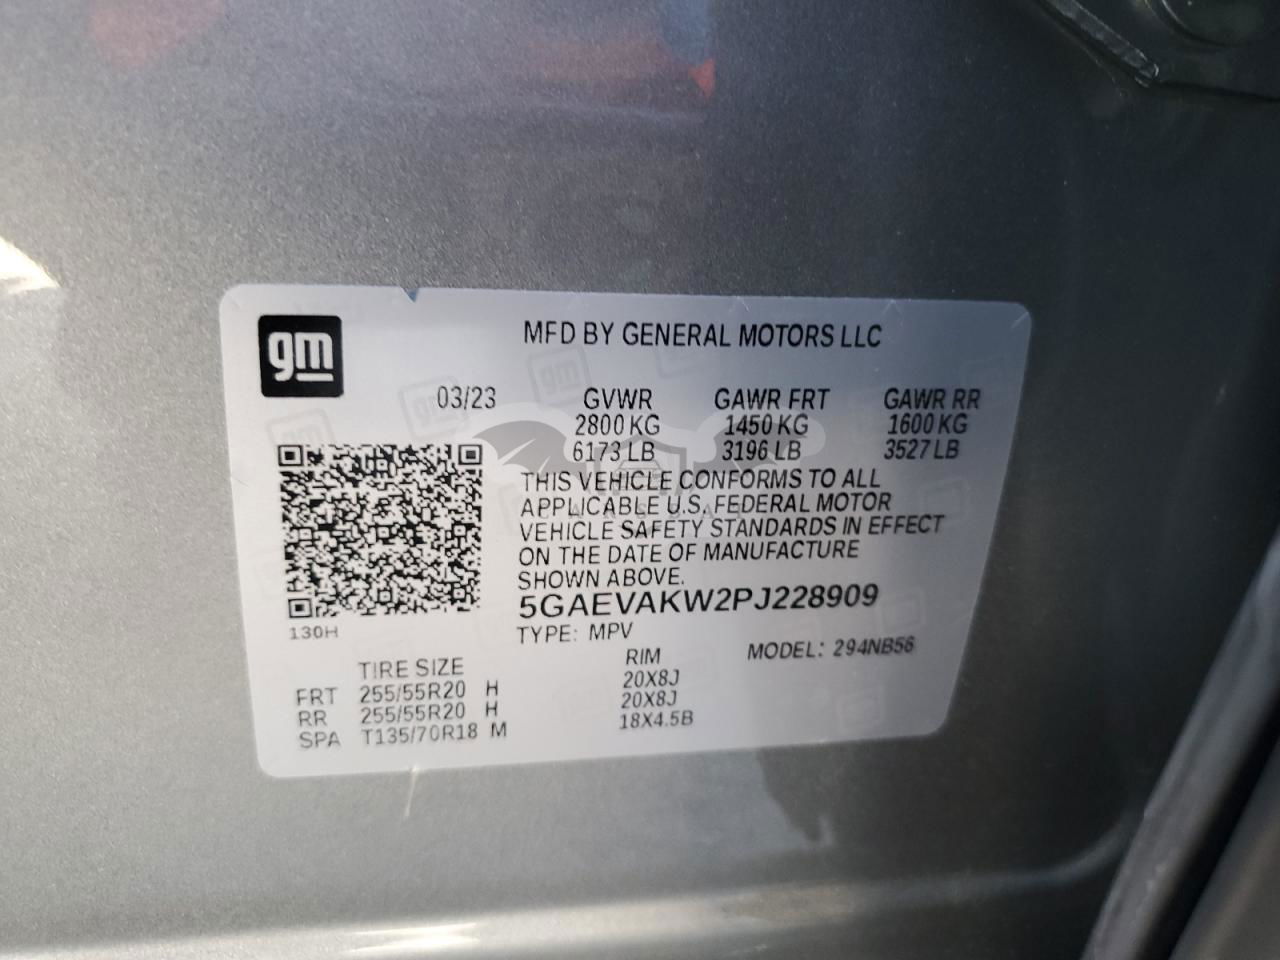 gm
MFD BY GENERAL MOTORS LLC
03/23 GVWR GAWR FRT GAWR RR
2800 KG 1450 KG 1600 KG
6173 LB 3196 LB 3527 LB
THIS VEHICLE CONFORMS TO ALL
APPLICABLE U.S. FEDERAL MOTOR
VEHICLE SAFETY STANDARDS IN EFFECT
ON THE DATE OF MANUFACTURE
SHOWN ABOVE.
5GAEVAKW2PJ228909
130H
TYPE: MPV MODEL: 294NB56
TIRE SIZE RIM
FRT 255/55R20 H 20X8J
RR 255/55R20 H 20X8J
SPA T135/70R18 M 18X4.5B